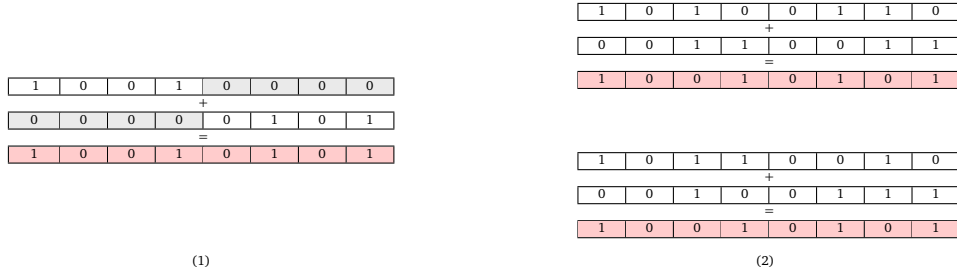 1 0 0 1 0 0 0 0
+
0 0 0 0 0 1 0 1
=
1 0 0 1 0 1 0 1
(1)
1 0 1 0 0 1 1 0
+
0 0 1 1 0 0 1 1
=
1 0 0 1 0 1 0 1
1 0 1 1 0 0 1 0
+
0 0 1 0 0 1 1 1
=
1 0 0 1 0 1 0 1
(2)